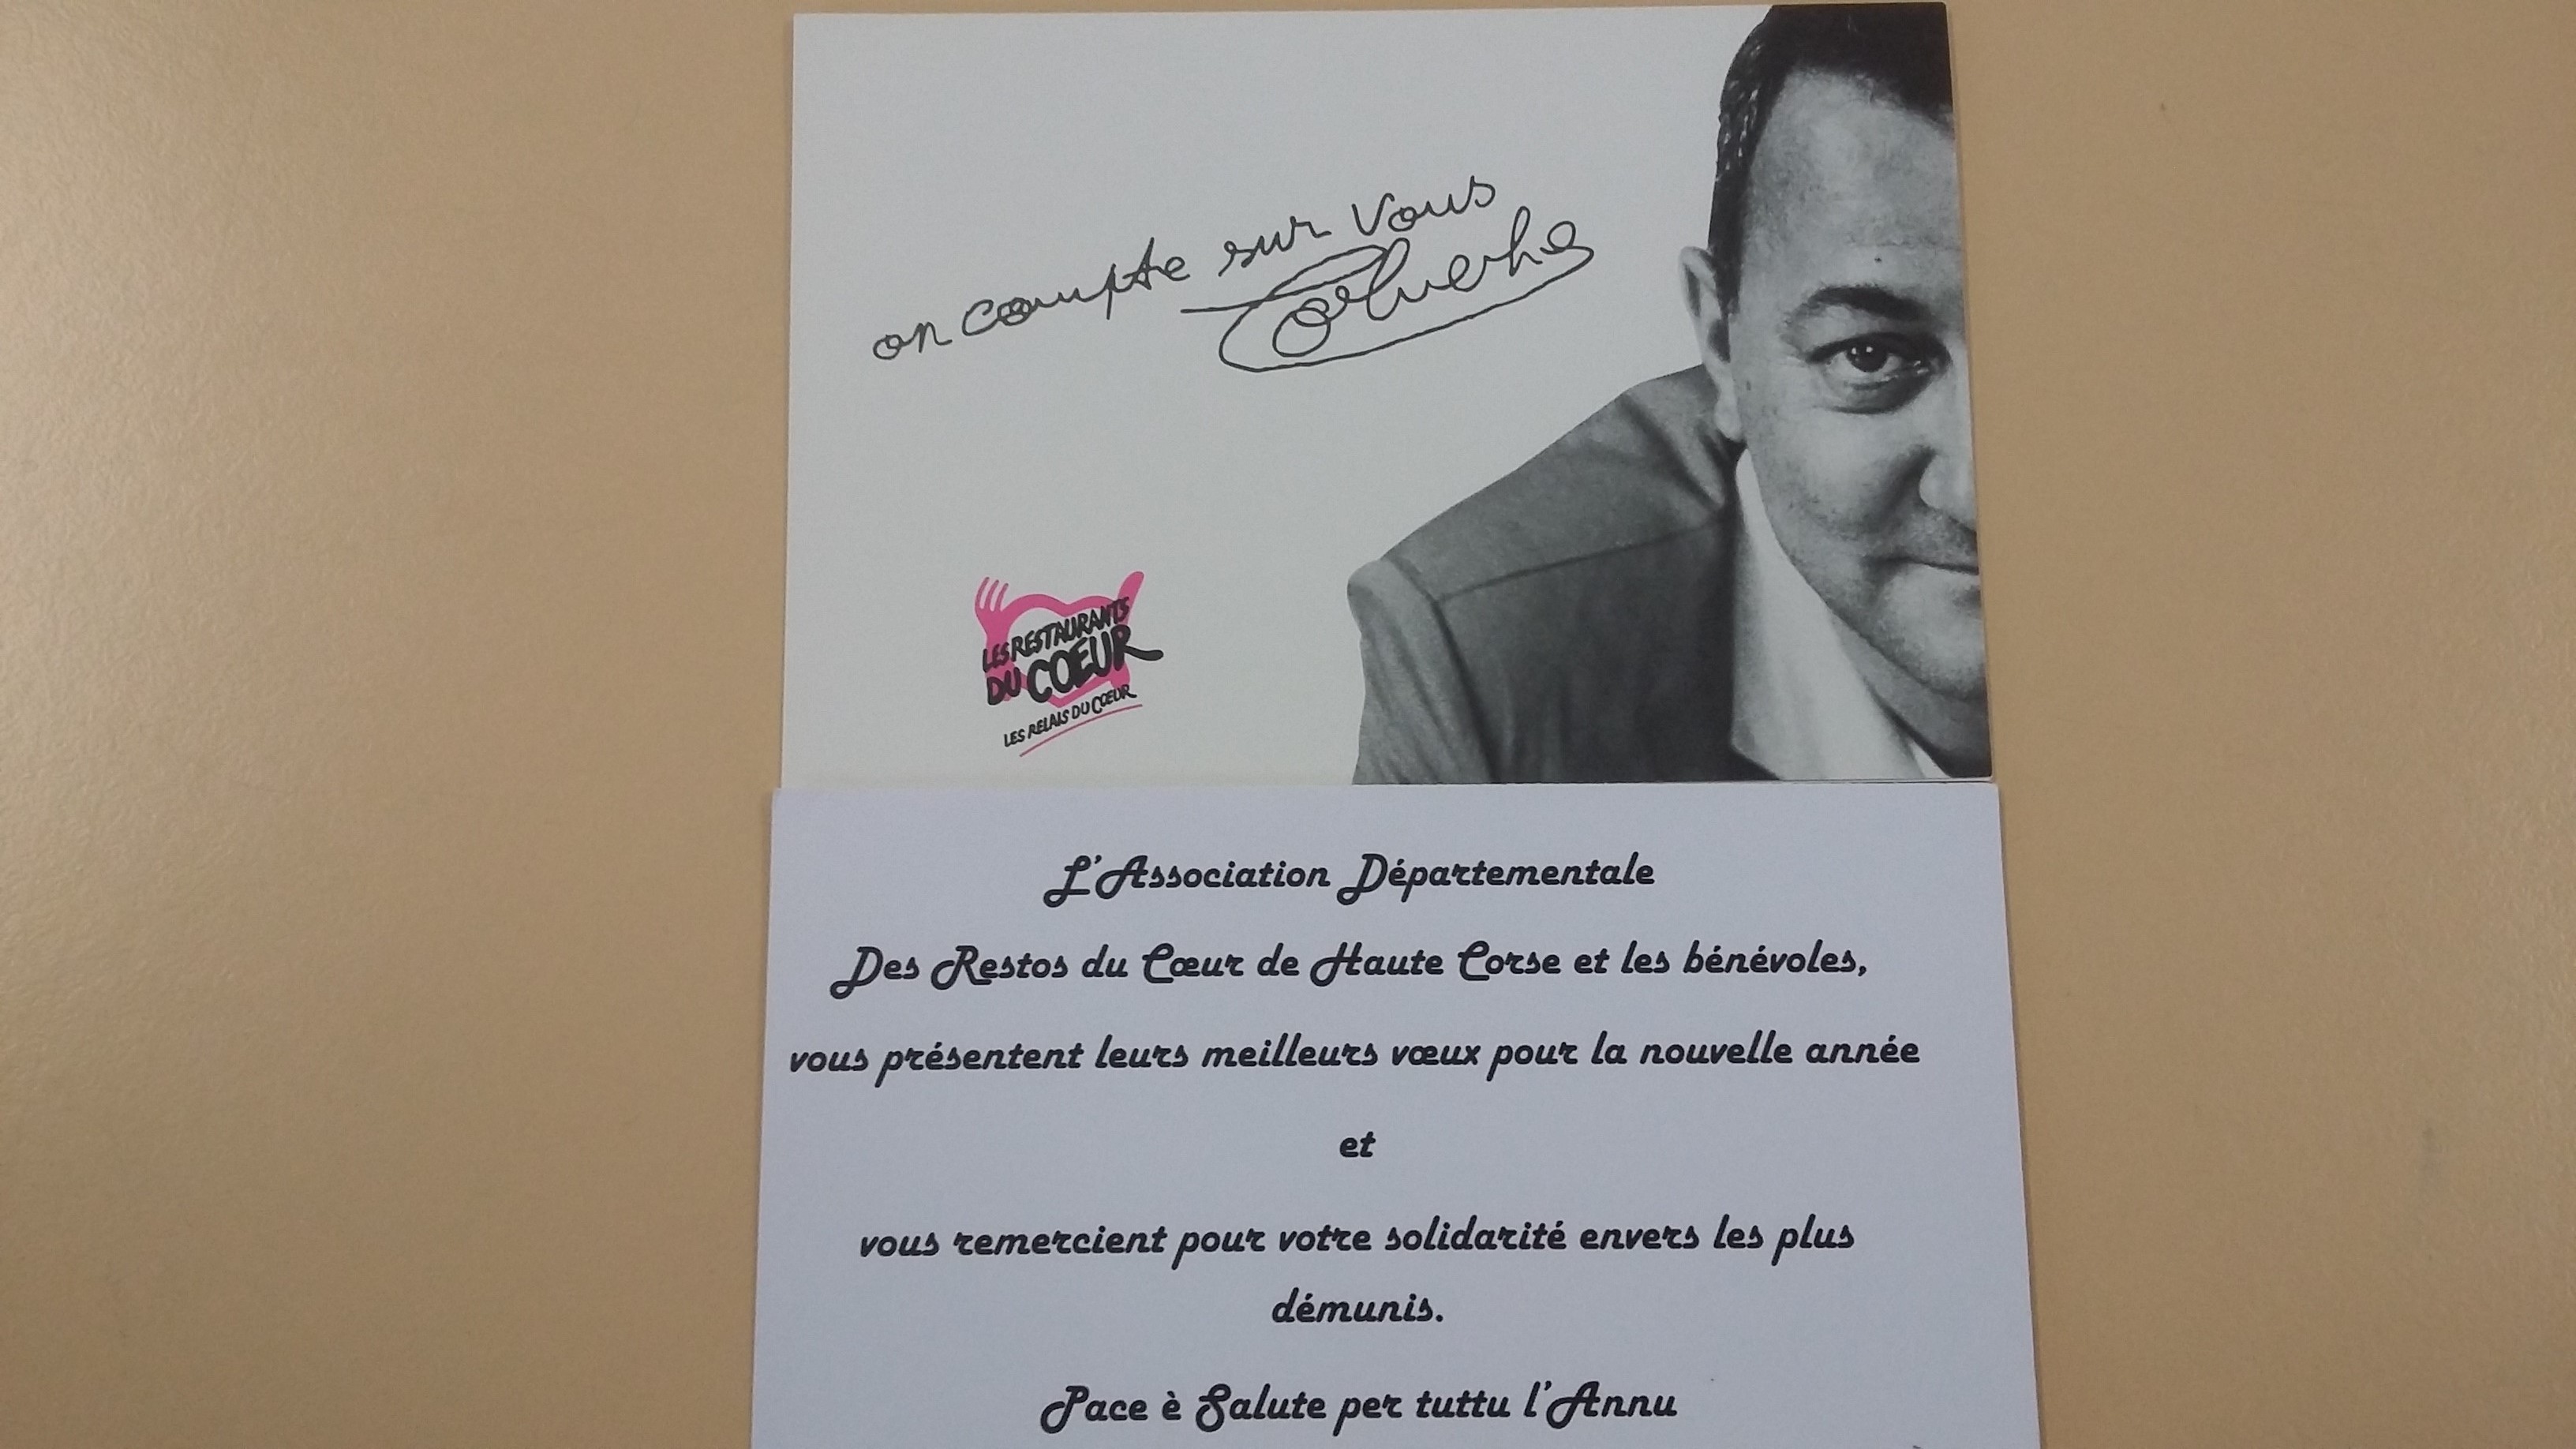 on compte sur vous
Coluche
LES RESTAURANTS
DU COEUR
LES RELAIS DU CŒUR
L'Association Départementale
Des Restos du Cœur de Haute Corse et les bénévoles,
vous présentent leurs meilleurs vœux pour la nouvelle année
et
vous remercient pour votre solidarité envers les plus
démunis.
Pace è Salute per tuttu l'Annu